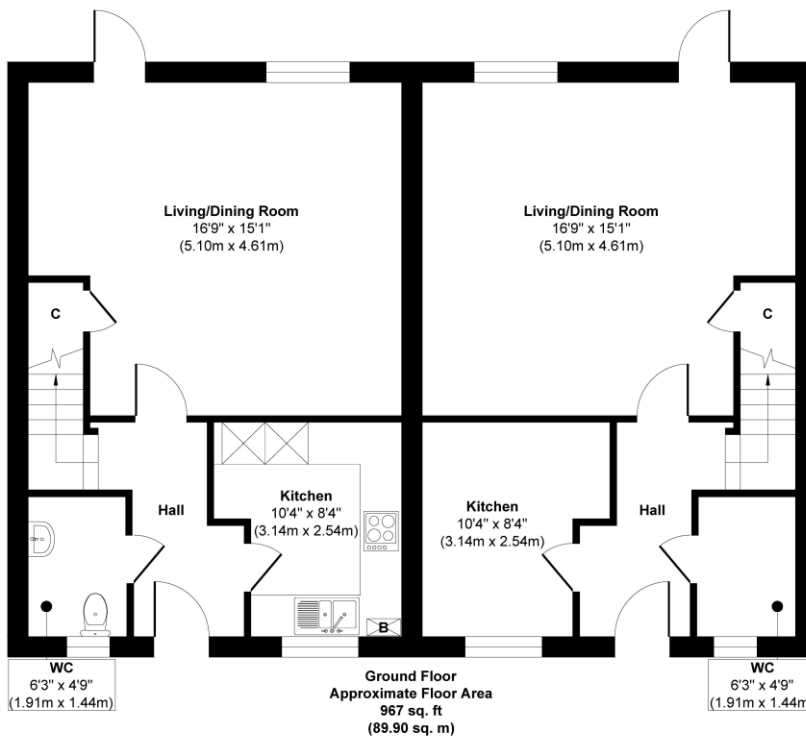 Living/Dining Room
16'9" x 15'1"
(5.10m x 4.61m)
Living/Dining Room
16'9" x 15'1"
(5.10m x 4.61m)
C
C
Kitchen
10'4" x 8'4"
(3.14m x 2.54m)
Hall
Kitchen
10'4" x 8'4"
(3.14m x 2.54m)
Hall
B
WC
6'3" x 4'9"
(1.91m x 1.44m)
Ground Floor
Approximate Floor Area
967 sq. ft
(89.90 sq. m)
WC
6'3" x 4'9"
(1.91m x 1.44m